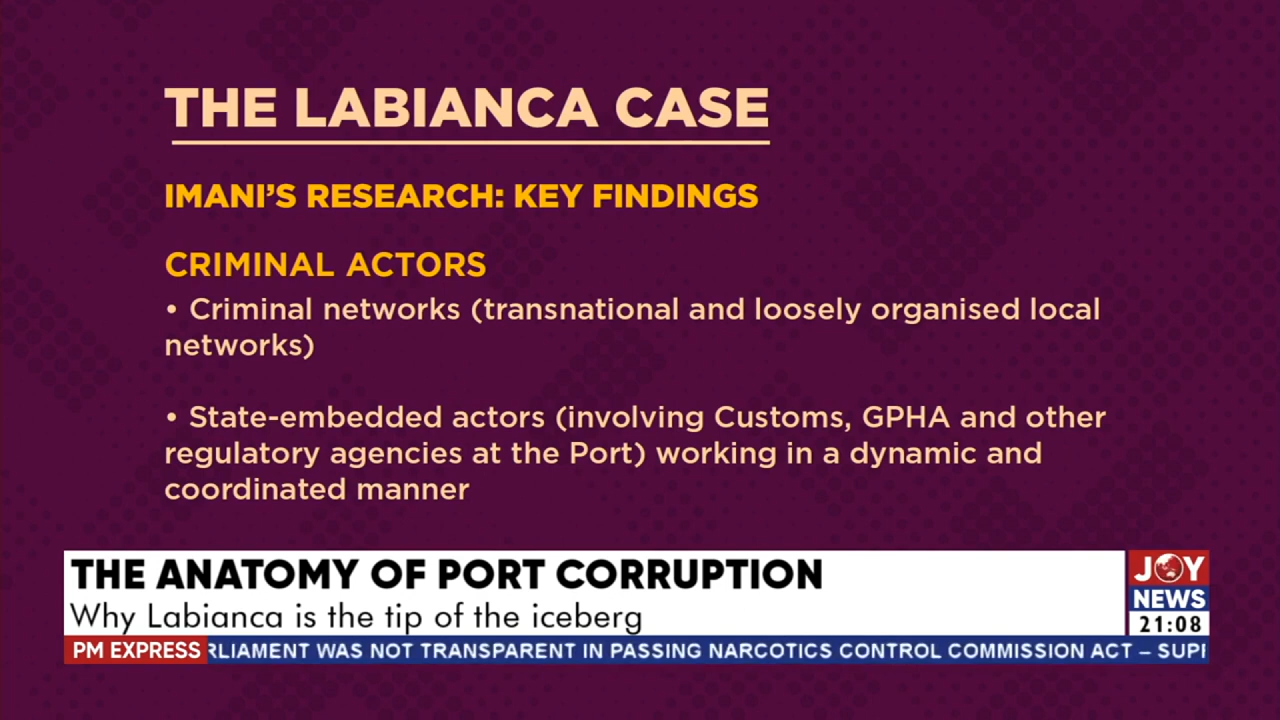 THE LABIANCA CASE
IMANI’S RESEARCH: KEY FINDINGS
CRIMINAL ACTORS
• Criminal networks (transnational and loosely organised local
networks)
• State-embedded actors (involving Customs, GPHA and other
regulatory agencies at the Port) working in a dynamic and
coordinated manner
THE ANATOMY OF PORT CORRUPTION
Why Labianca is the tip of the iceberg
JOY
NEWS
21:08
PM EXPRESS
RLIAMENT WAS NOT TRANSPARENT IN PASSING NARCOTICS CONTROL COMMISSION ACT – SUP